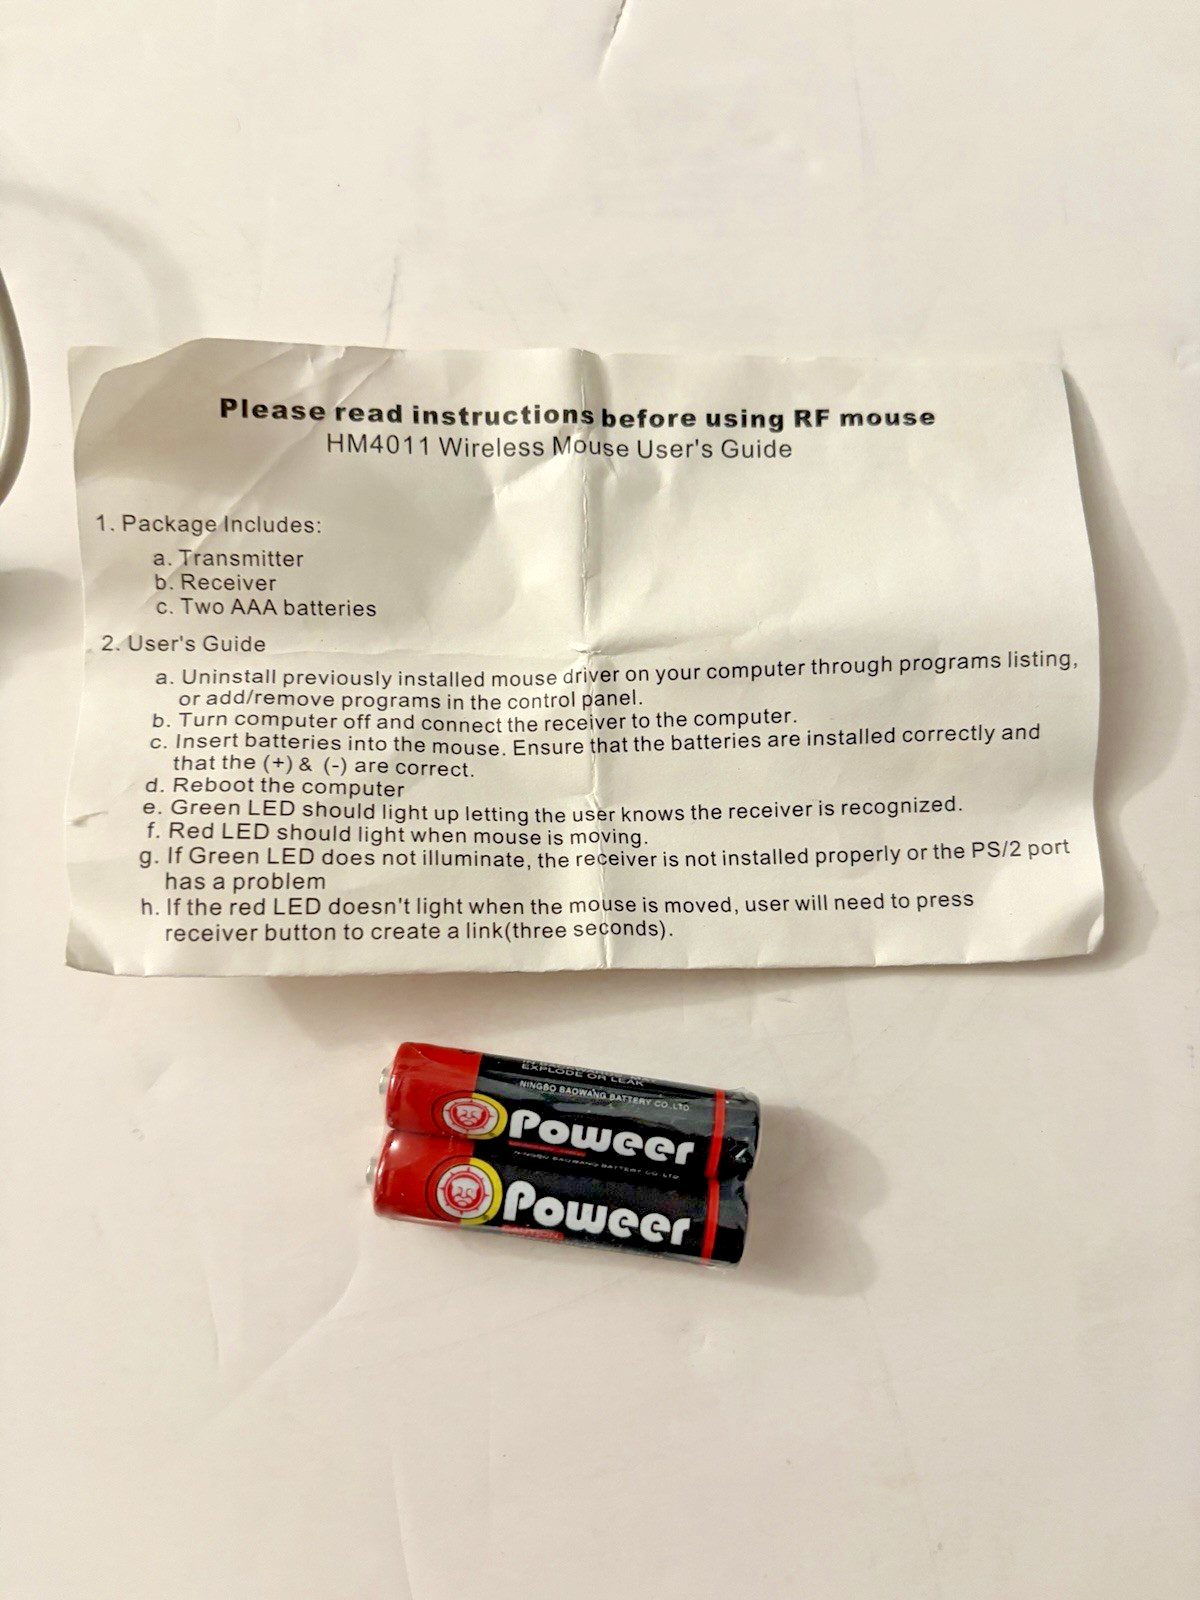 Please read instructions before using RF mouse
HM4011 Wireless Mouse User's Guide
1. Package Includes:
a. Transmitter
b. Receiver
c. Two AAA batteries
2. User's Guide
a. Uninstall previously installed mouse driver on your computer through programs listing,
or add/remove programs in the control panel.
b. Turn computer off and connect the receiver to the computer.
c. Insert batteries into the mouse. Ensure that the batteries are installed correctly and
that the (+) & (-) are correct.
d. Reboot the computer
e. Green LED should light up letting the user knows the receiver is recognized.
f. Red LED should light when mouse is moving.
g. If Green LED does not illuminate, the receiver is not installed properly or the PS/2 port
has a problem
h. If the red LED doesn't light when the mouse is moved, user will need to press
receiver button to create a link(three seconds).
EXPLODE OR LEAK
NINGBO BAOWANG BATTERY CO.,LTD
Poweer
NINGBO BAOWANG BATTERY CO.,LTD
Poweer